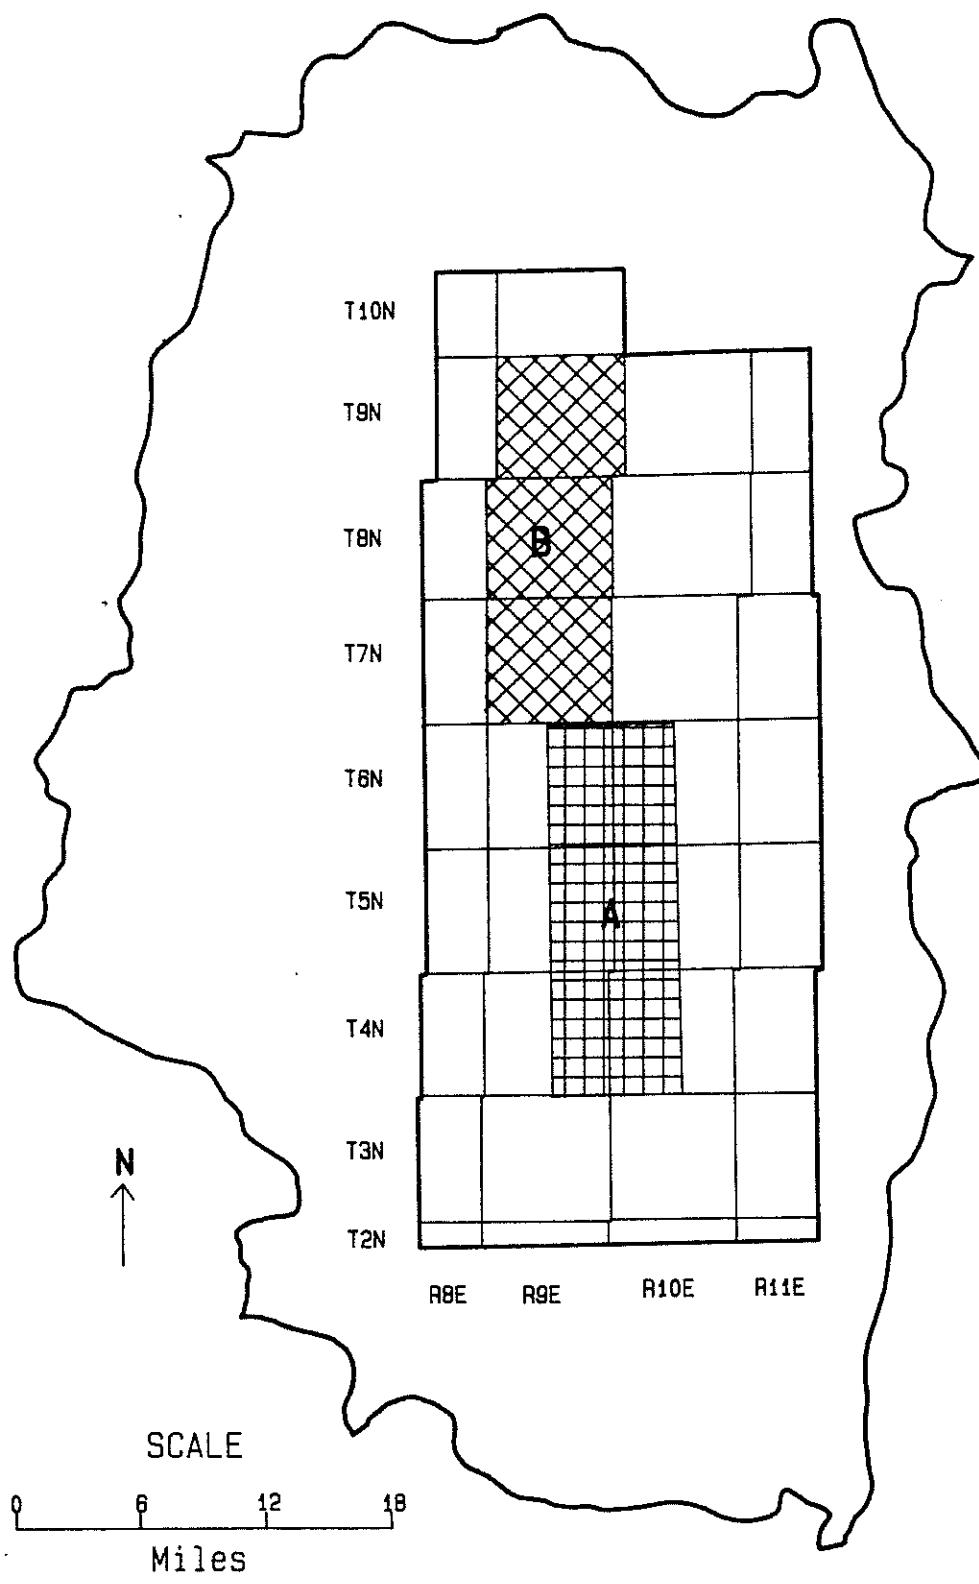 T10N
T9N
T8N
B
T7N
T6N
T5N
A
T4N
N
T3N
T2N
R8E R9E R10E R11E
SCALE
0 6 12 18
Miles